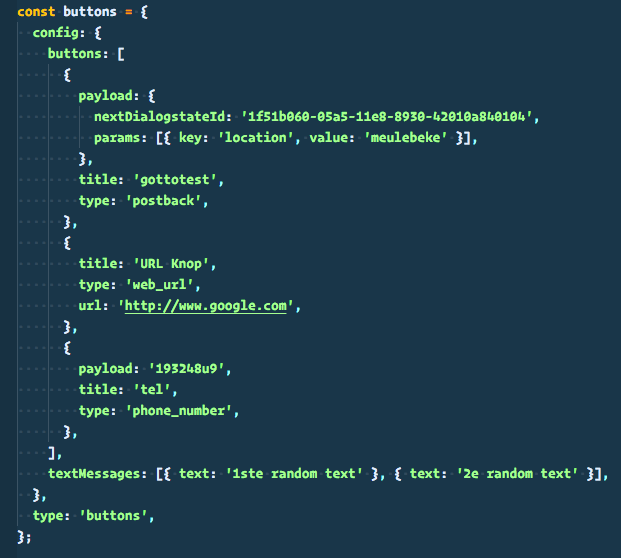 const buttons = {
  config: {
    buttons: [
      {
        payload: {
          nextDialogstateId: '1f51b060-05a5-11e8-8930-42010a840104',
          params: [{ key: 'location', value: 'meulebeke' }],
        },
        title: 'gottotest',
        type: 'postback',
      },
      {
        title: 'URL Knop',
        type: 'web_url',
        url: 'http://www.google.com',
      },
      {
        payload: '193248u9',
        title: 'tel',
        type: 'phone_number',
      },
    ],
    textMessages: [{ text: '1ste random text' }, { text: '2e random text' }],
  },
  type: 'buttons',
};